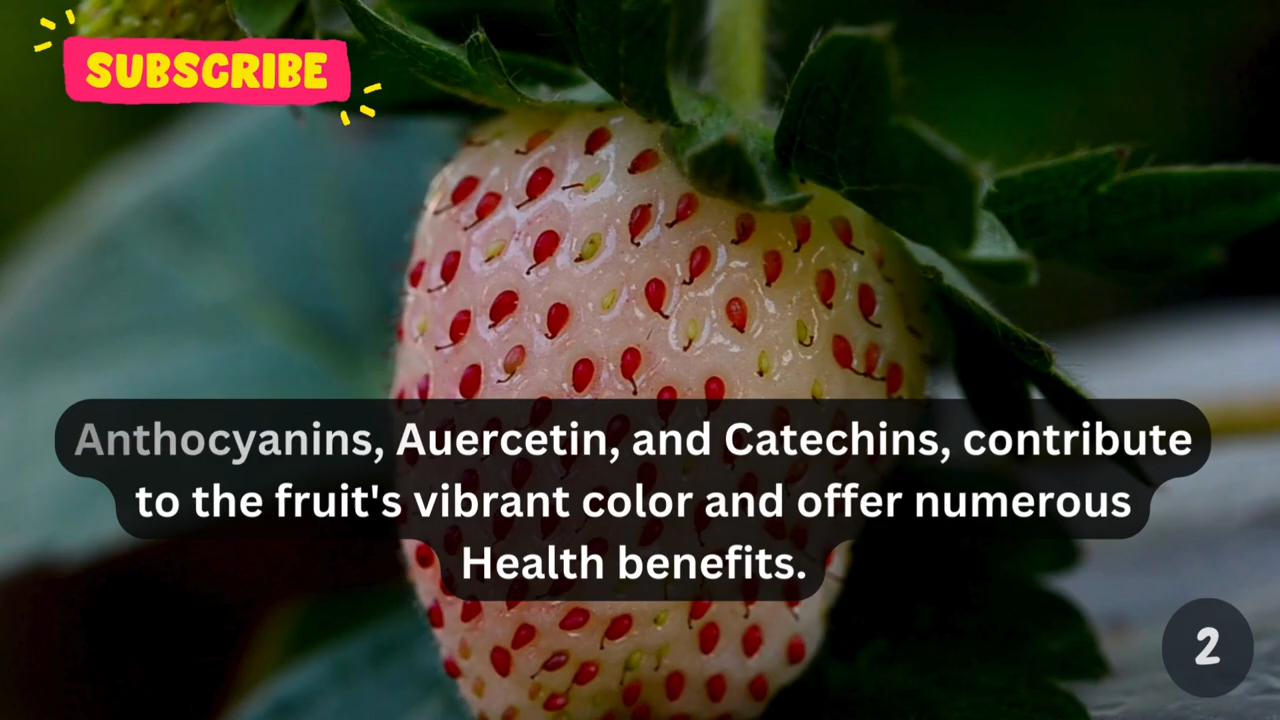 SUBSCRIBE
Anthocyanins, Auercetin, and Catechins, contribute
to the fruit's vibrant color and offer numerous
Health benefits.
2